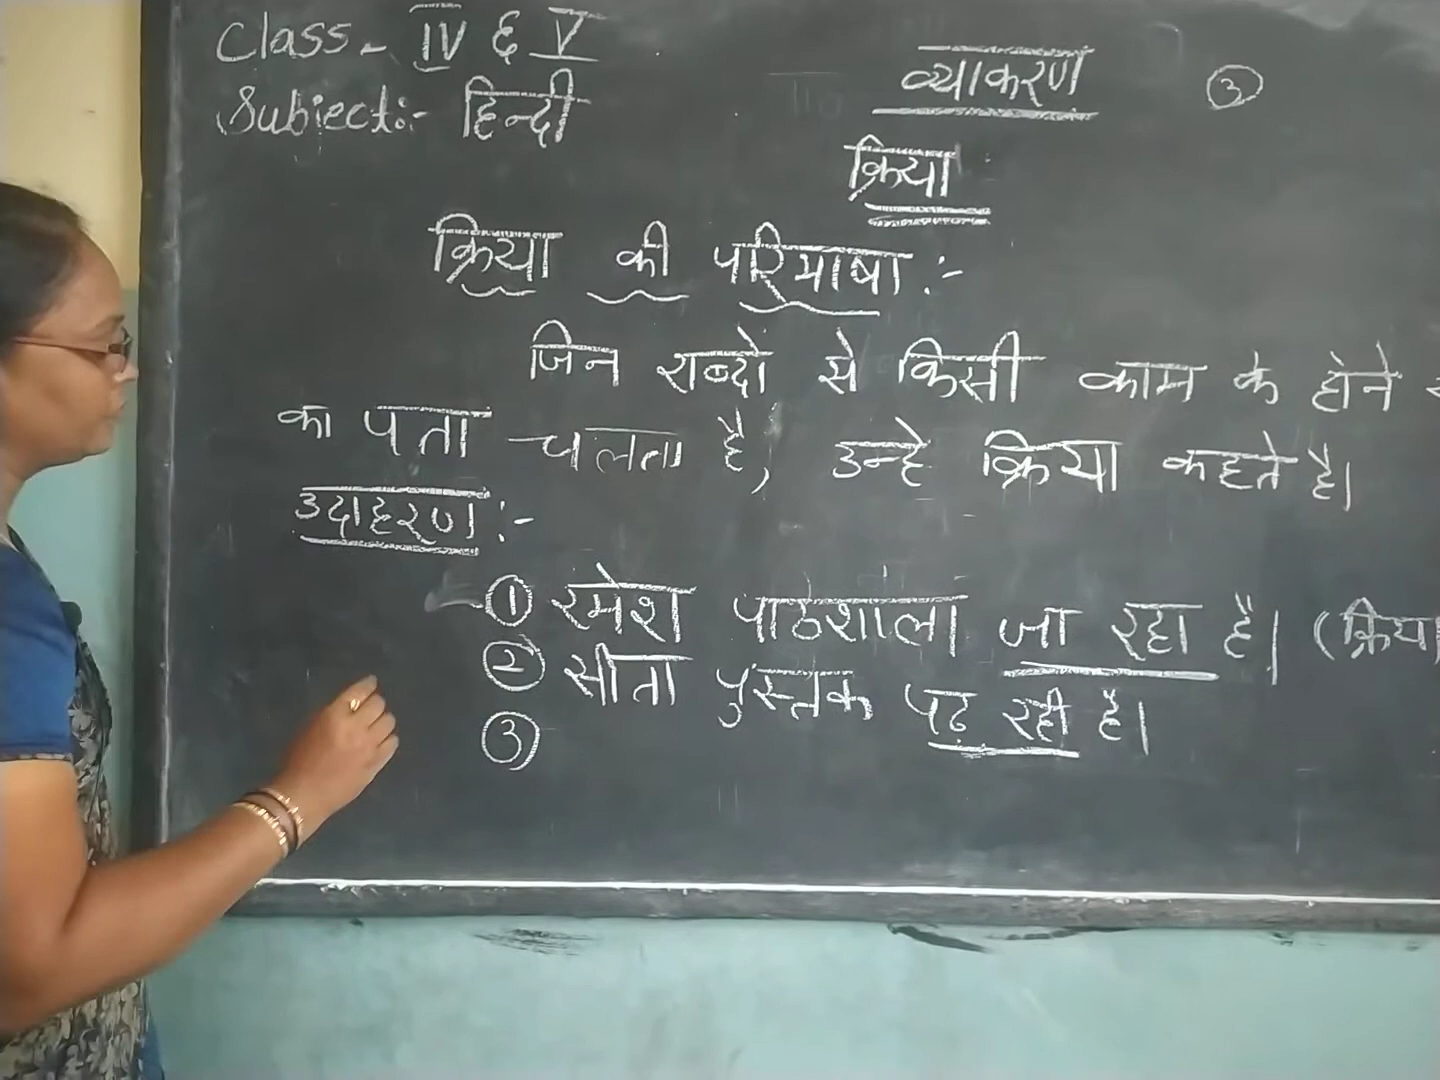 Class - IV & V
व्याकरण
3
Subject:- हिन्दी
क्रिया
क्रिया की परिभाषा :-
जिन शब्दो से किसी काम के होने
का पता चलता है, उन्हे क्रिया कहते है।
उदाहरण :-
① रमेश पाठशाला जा रहा है। (क्रिया
② सीता पुस्तक पढ़ रही है।
③